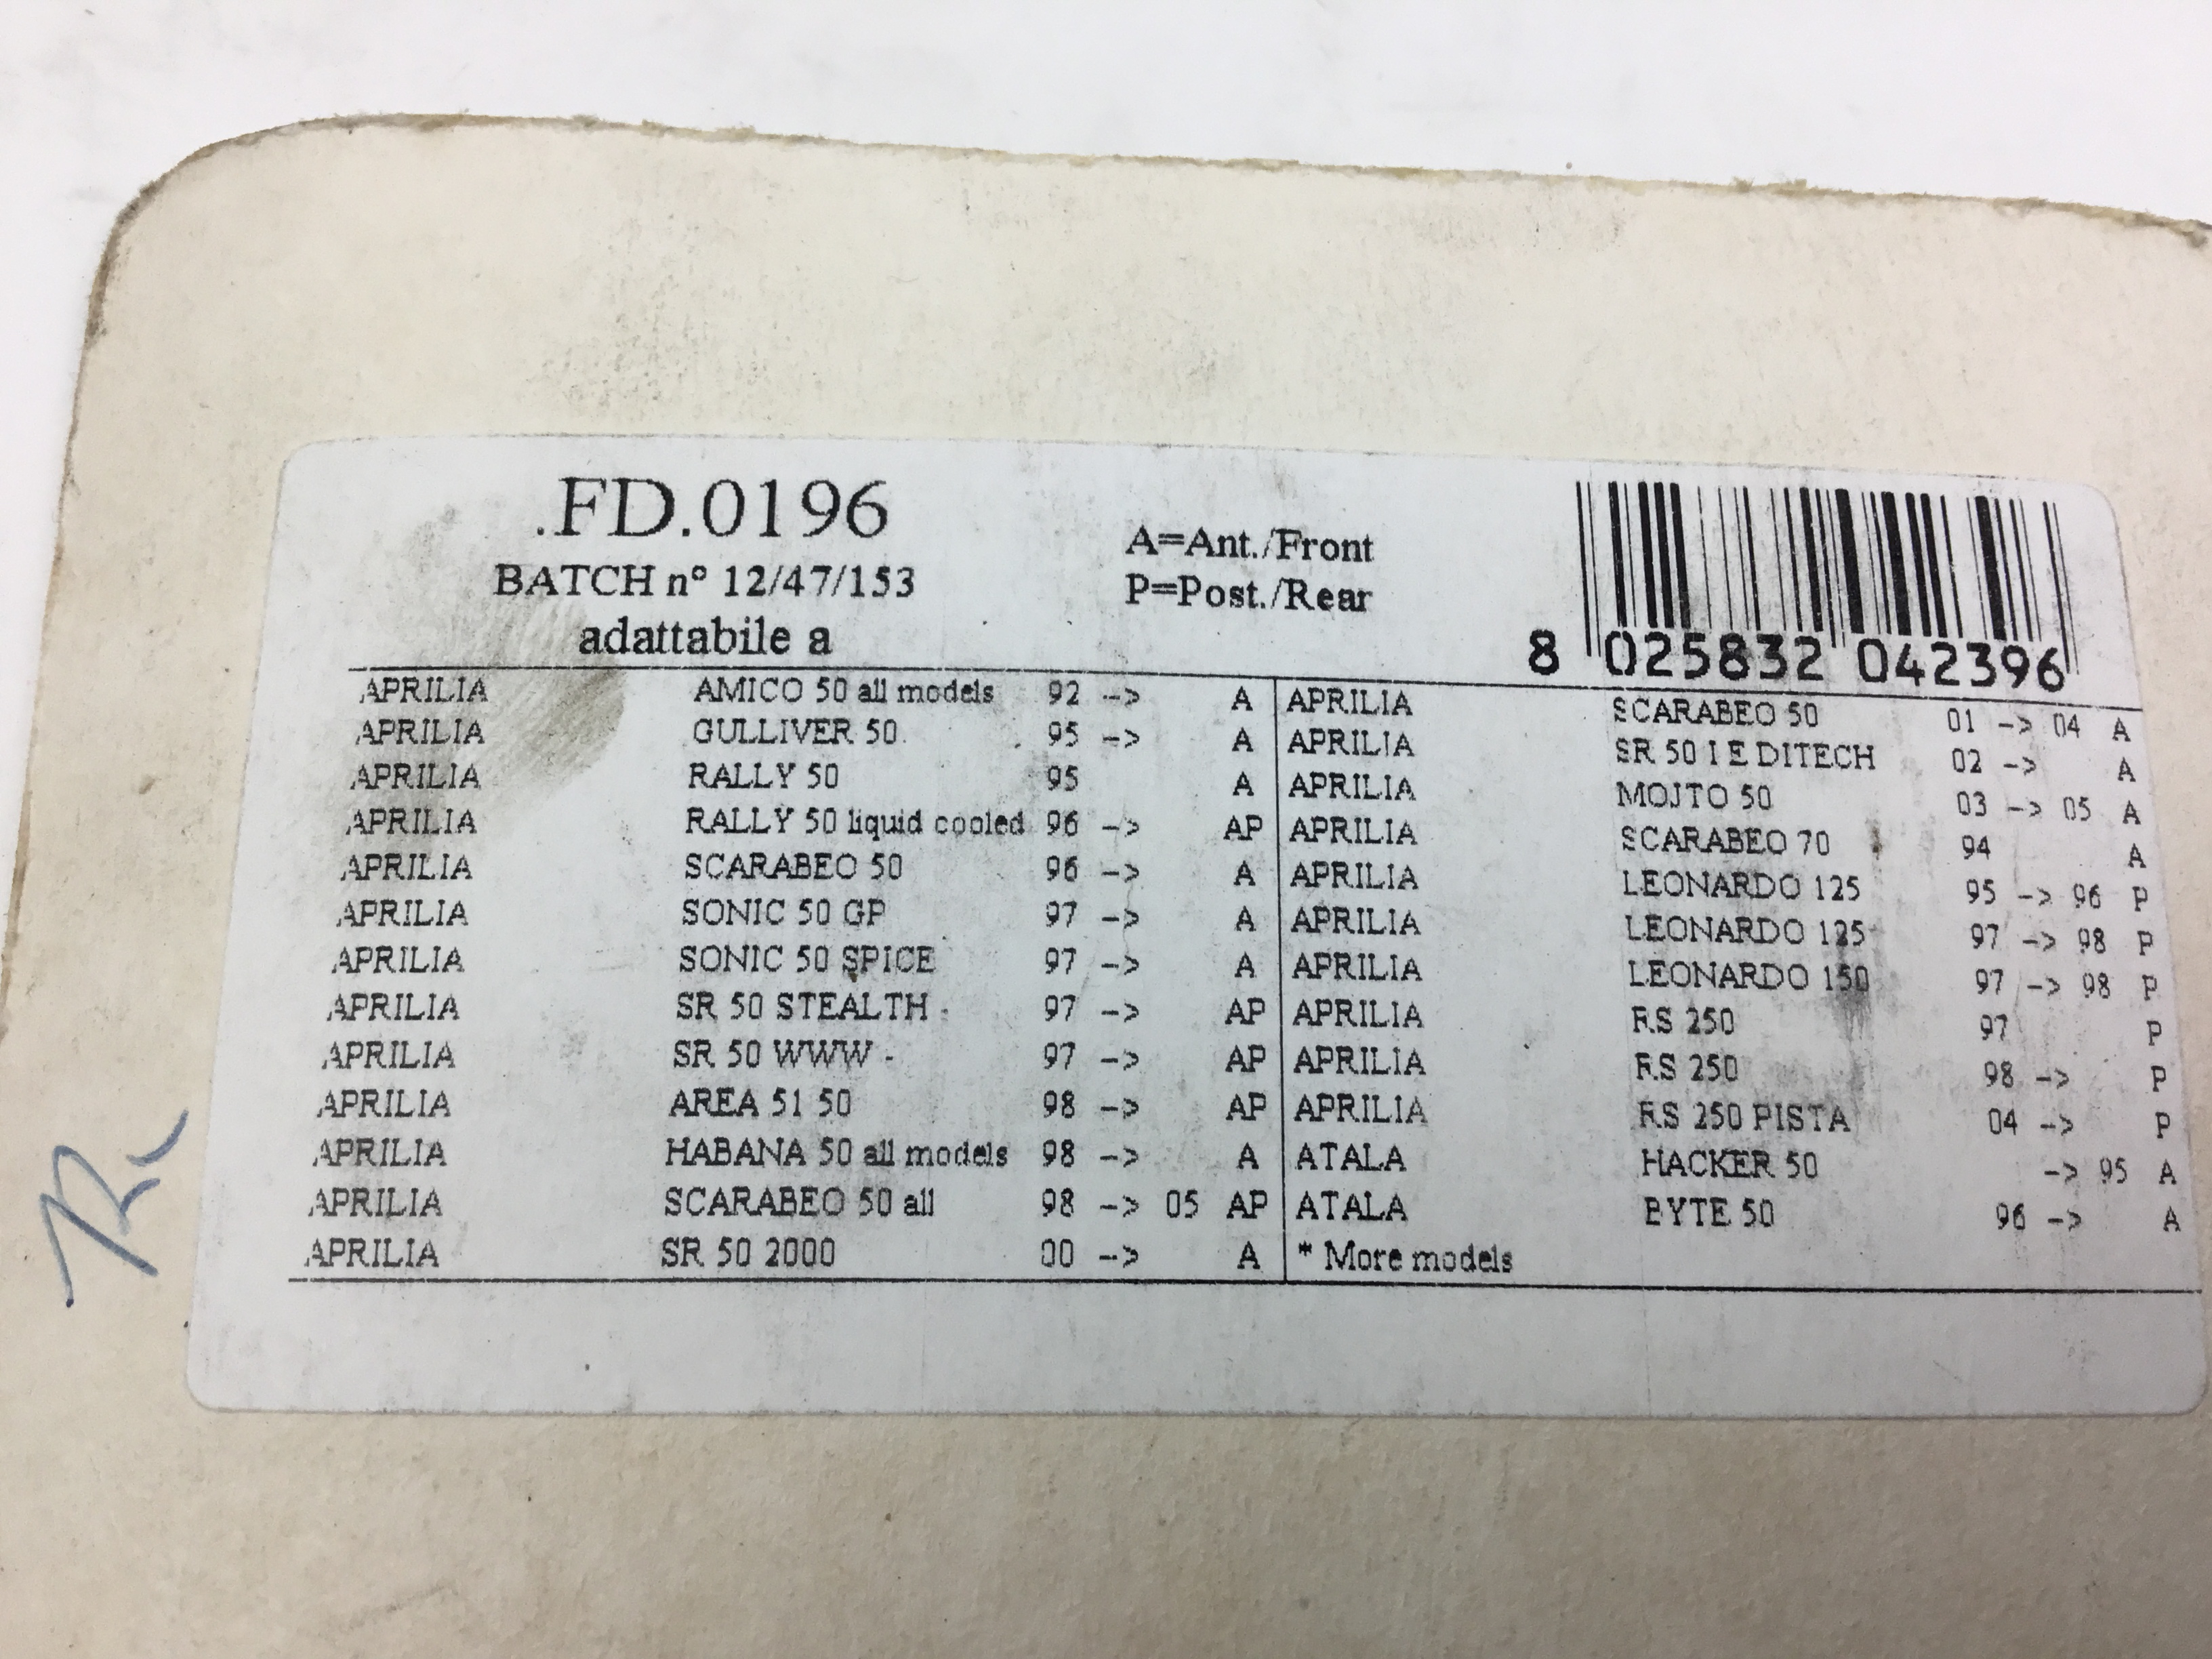 .FD.0196
BATCH n° 12/47/153
adattabile a
A=Ant./Front
P=Post./Rear
8 025832 042396
APRILIA AMICO 50 all models 92 -> A
APRILIA GULLIVER 50 95 -> A
APRILIA RALLY 50 95 A
APRILIA RALLY 50 liquid cooled 96 -> AP
APRILIA SCARABEO 50 96 -> A
APRILIA SONIC 50 GP 97 -> A
APRILIA SONIC 50 SPICE 97 -> A
APRILIA SR 50 STEALTH 97 -> AP
APRILIA SR 50 WWW - 97 -> AP
APRILIA AREA 51 50 98 -> AP
APRILIA HABANA 50 all models 98 -> A
APRILIA SCARABEO 50 all 98 -> 05 AP
APRILIA SR 50 2000 00 -> A
APRILIA SCARABEO 50 01 -> 04 A
APRILIA SR 50 I E DITECH 02 -> A
APRILIA MOJTO 50 03 -> 05 A
APRILIA SCARABEO 70 94 A
APRILIA LEONARDO 125 95 -> 96 P
APRILIA LEONARDO 125 97 -> 98 P
APRILIA LEONARDO 150 97 -> 98 P
APRILIA RS 250 97 P
APRILIA RS 250 98 -> P
APRILIA RS 250 PISTA 04 -> P
ATALA HACKER 50 -> 95 A
ATALA BYTE 50 96 -> A
* More models